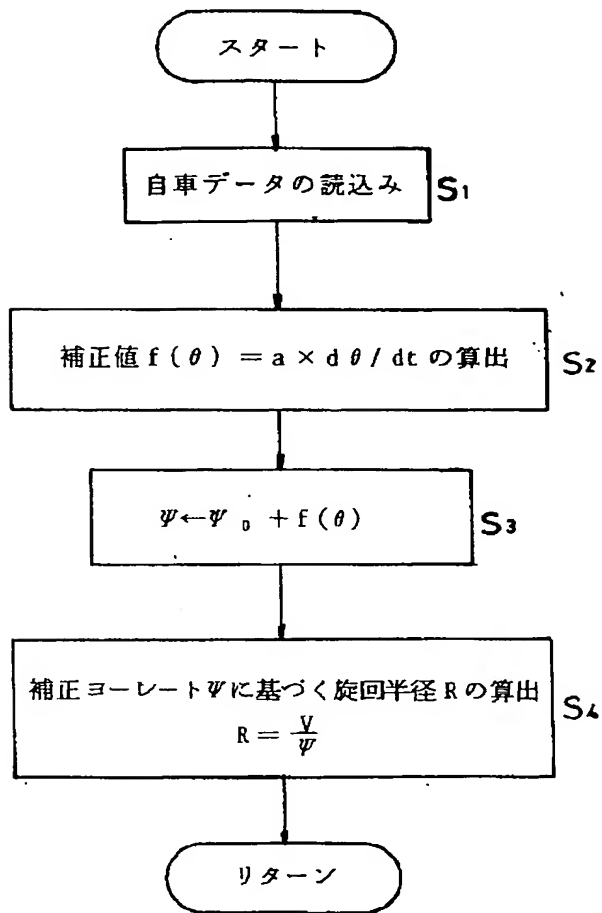 スタート
自車データの読込み S1
補正値 f(θ) = a × dθ/dt の算出 S2
Ψ←Ψ₀ + f(θ) S3
補正ヨーレートΨに基づく旋回半径Rの算出 S4
R = V/Ψ
リターン